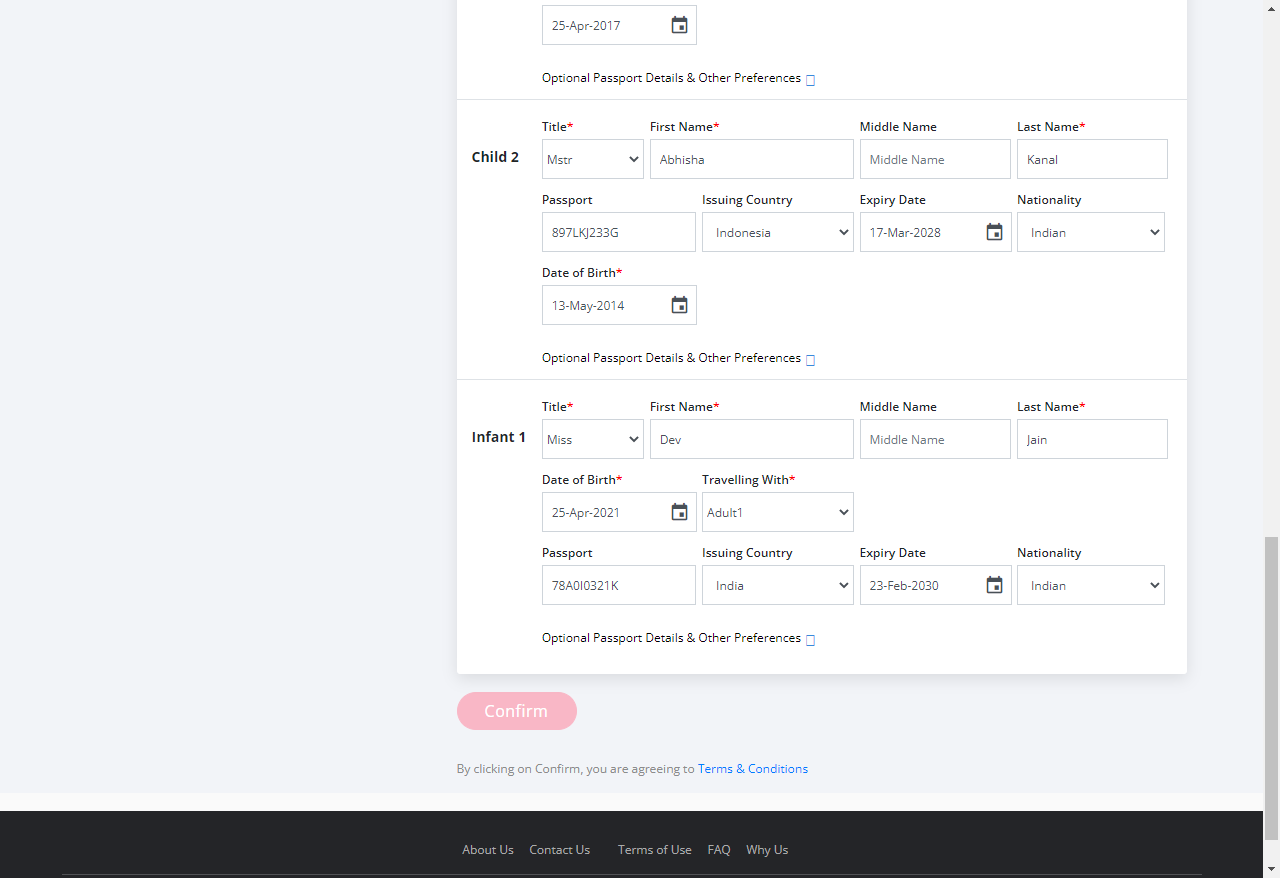 25-Apr-2017
Optional Passport Details & Other Preferences
Title* First Name* Middle Name Last Name*
Child 2 Mstr Abhisha Middle Name Kanal
Passport Issuing Country Expiry Date Nationality
897LKJ233G Indonesia 17-Mar-2028 Indian
Date of Birth*
13-May-2014
Optional Passport Details & Other Preferences
Title* First Name* Middle Name Last Name*
Infant 1 Miss Dev Middle Name Jain
Date of Birth* Travelling With*
25-Apr-2021 Adult1
Passport Issuing Country Expiry Date Nationality
78A0I0321K India 23-Feb-2030 Indian
Optional Passport Details & Other Preferences
Confirm
By clicking on Confirm, you are agreeing to Terms & Conditions
About Us Contact Us Terms of Use FAQ Why Us